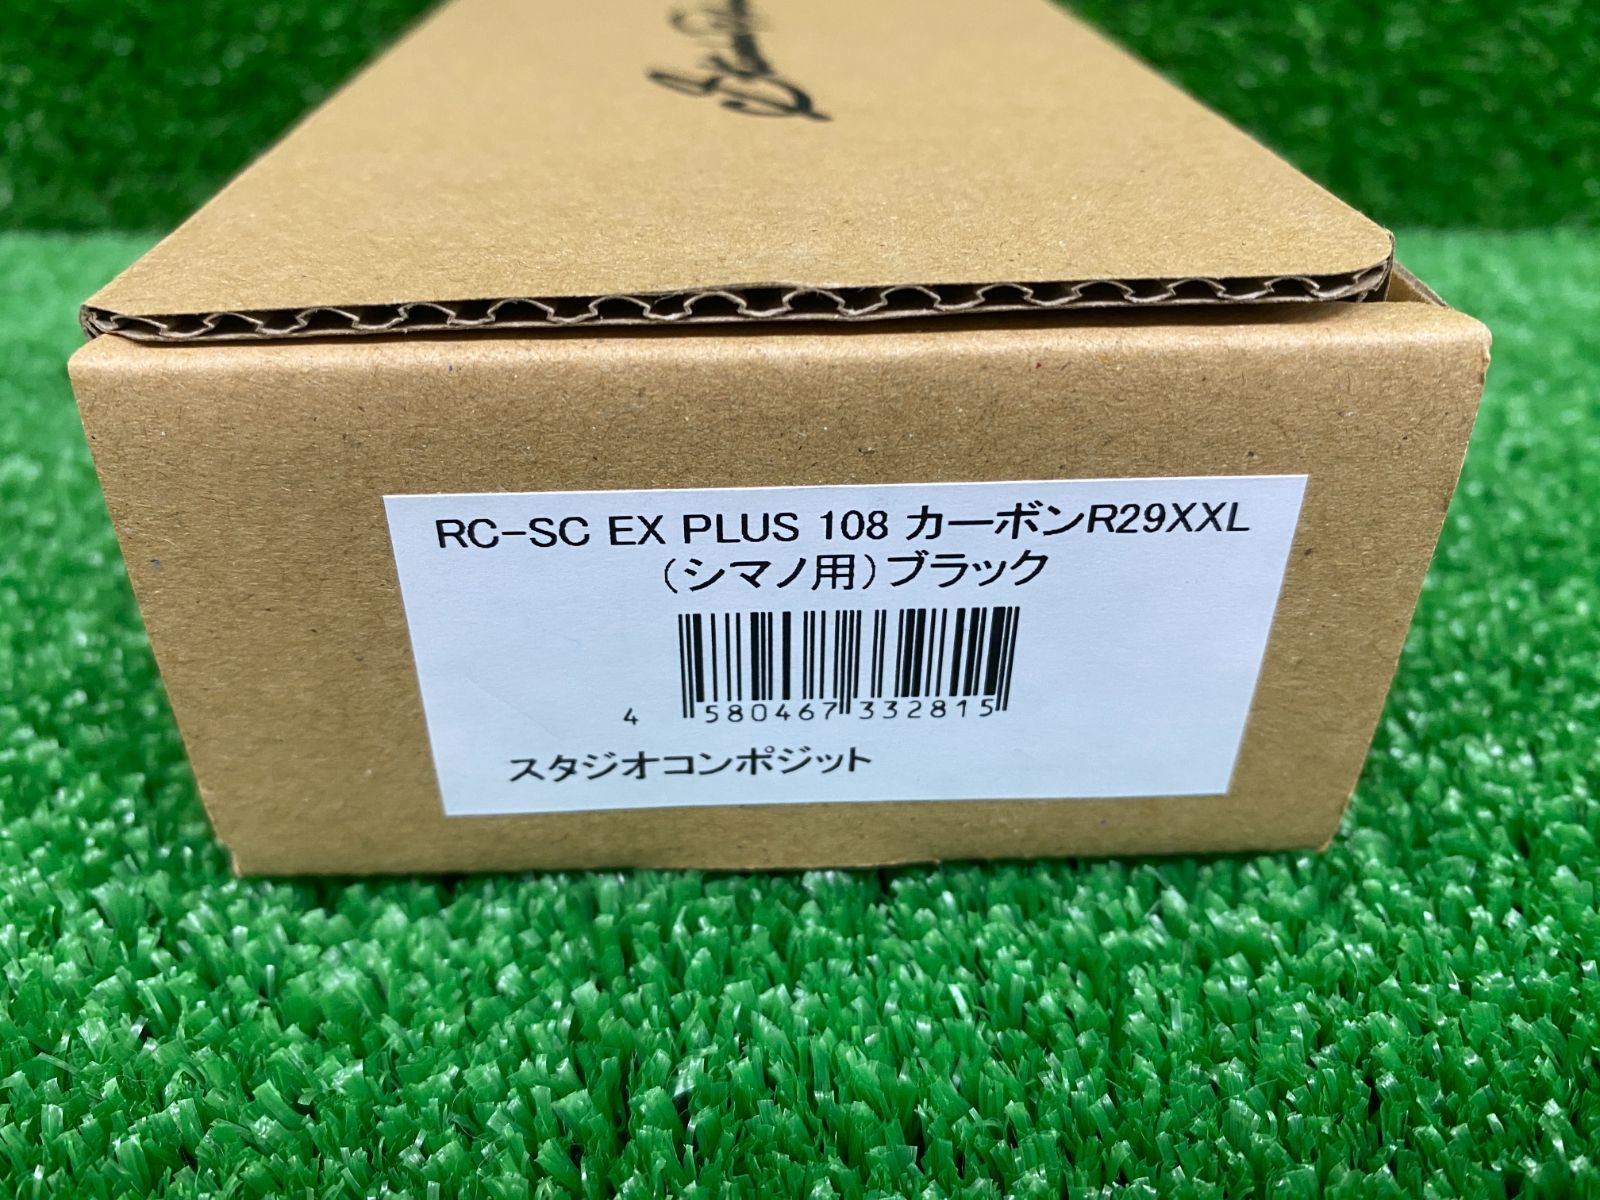 RC-SC EX PLUS 108 カーボンR29XXL
（シマノ用）ブラック
4 580467 332815
スタジオコンポジット